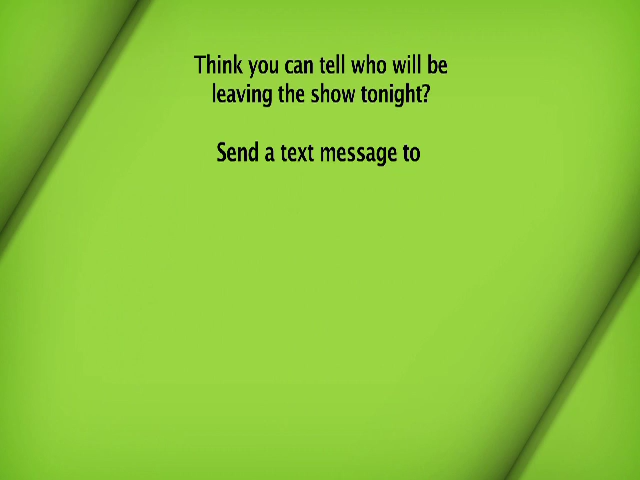 Think you can tell who will be
leaving the show tonight?
Send a text message to